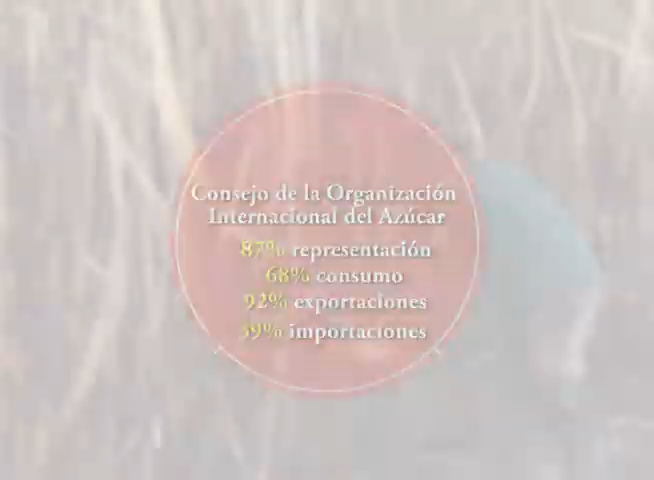 Consejo de la Organización
Internacional del Azúcar
87% representación
68% consumo
92% exportaciones
39% importaciones